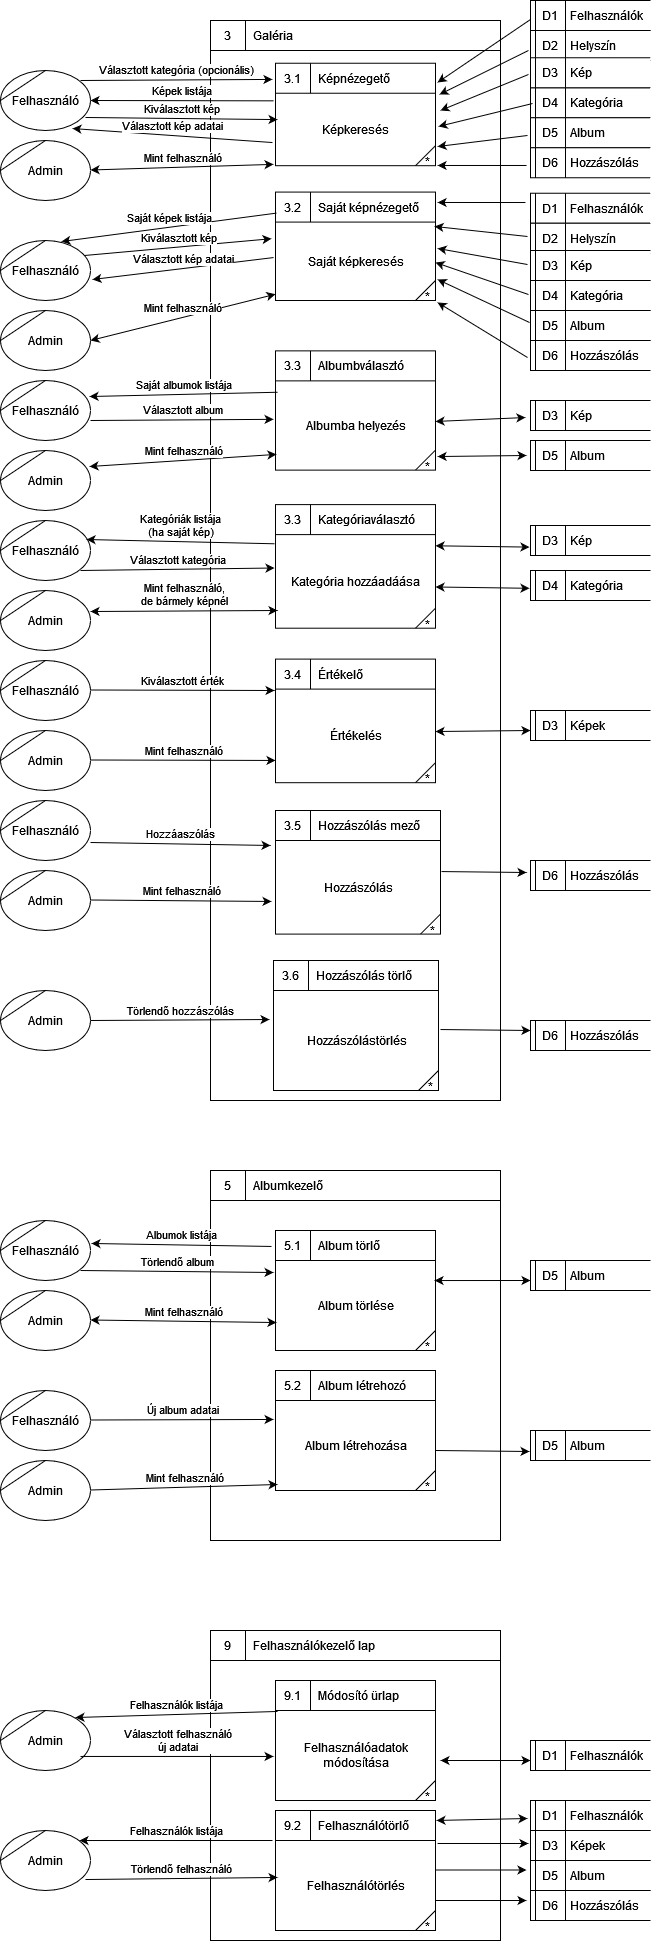 3 Galéria
3.1 Képnézegető
Képkeresés
*
Felhasználó
Admin
Választott kategória (opcionális)
Képek listája
Kiválasztott kép
Választott kép adatai
Mint felhasználó
D1 Felhasználók
D2 Helyszín
D3 Kép
D4 Kategória
D5 Album
D6 Hozzászólás
3.2 Saját képnézegető
Saját képkeresés
*
Felhasználó
Admin
Saját képek listája
Kiválasztott kép
Választott kép adatai
Mint felhasználó
D1 Felhasználók
D2 Helyszín
D3 Kép
D4 Kategória
D5 Album
D6 Hozzászólás
3.3 Albumbválasztó
Albumba helyezés
*
Felhasználó
Admin
Saját albumok listája
Választott album
Mint felhasználó
D3 Kép
D5 Album
3.3 Kategóriaválasztó
Kategória hozzáadáása
*
Felhasználó
Admin
Kategóriák listája
(ha saját kép)
Választott kategória
Mint felhasználó,
de bármely képnél
D3 Kép
D4 Kategória
3.4 Értékelő
Értékelés
*
Felhasználó
Admin
Kiválasztott érték
Mint felhasználó
D3 Képek
3.5 Hozzászólás mező
Hozzászólás
*
Felhasználó
Admin
Hozzáaszólás
Mint felhasználó
D6 Hozzászólás
3.6 Hozzászólás törlő
Hozzászólástörlés
*
Admin
Törlendő hozzászólás
D6 Hozzászólás
5 Albumkezelő
5.1 Album törlő
Album törlése
*
Felhasználó
Admin
Albumok listája
Törlendő album
Mint felhasználó
D5 Album
5.2 Album létrehozó
Album létrehozása
*
Felhasználó
Admin
Új album adatai
Mint felhasználó
D5 Album
9 Felhasználókezelő lap
9.1 Módosító ürlap
Felhasználóadatok
módosítása
*
Admin
Felhasználók listája
Választott felhasználó
új adatai
D1 Felhasználók
9.2 Felhasználótörlő
Felhasználótörlés
*
Admin
Felhasználók listája
Törlendő felhasználó
D1 Felhasználók
D3 Képek
D5 Album
D6 Hozzászólás